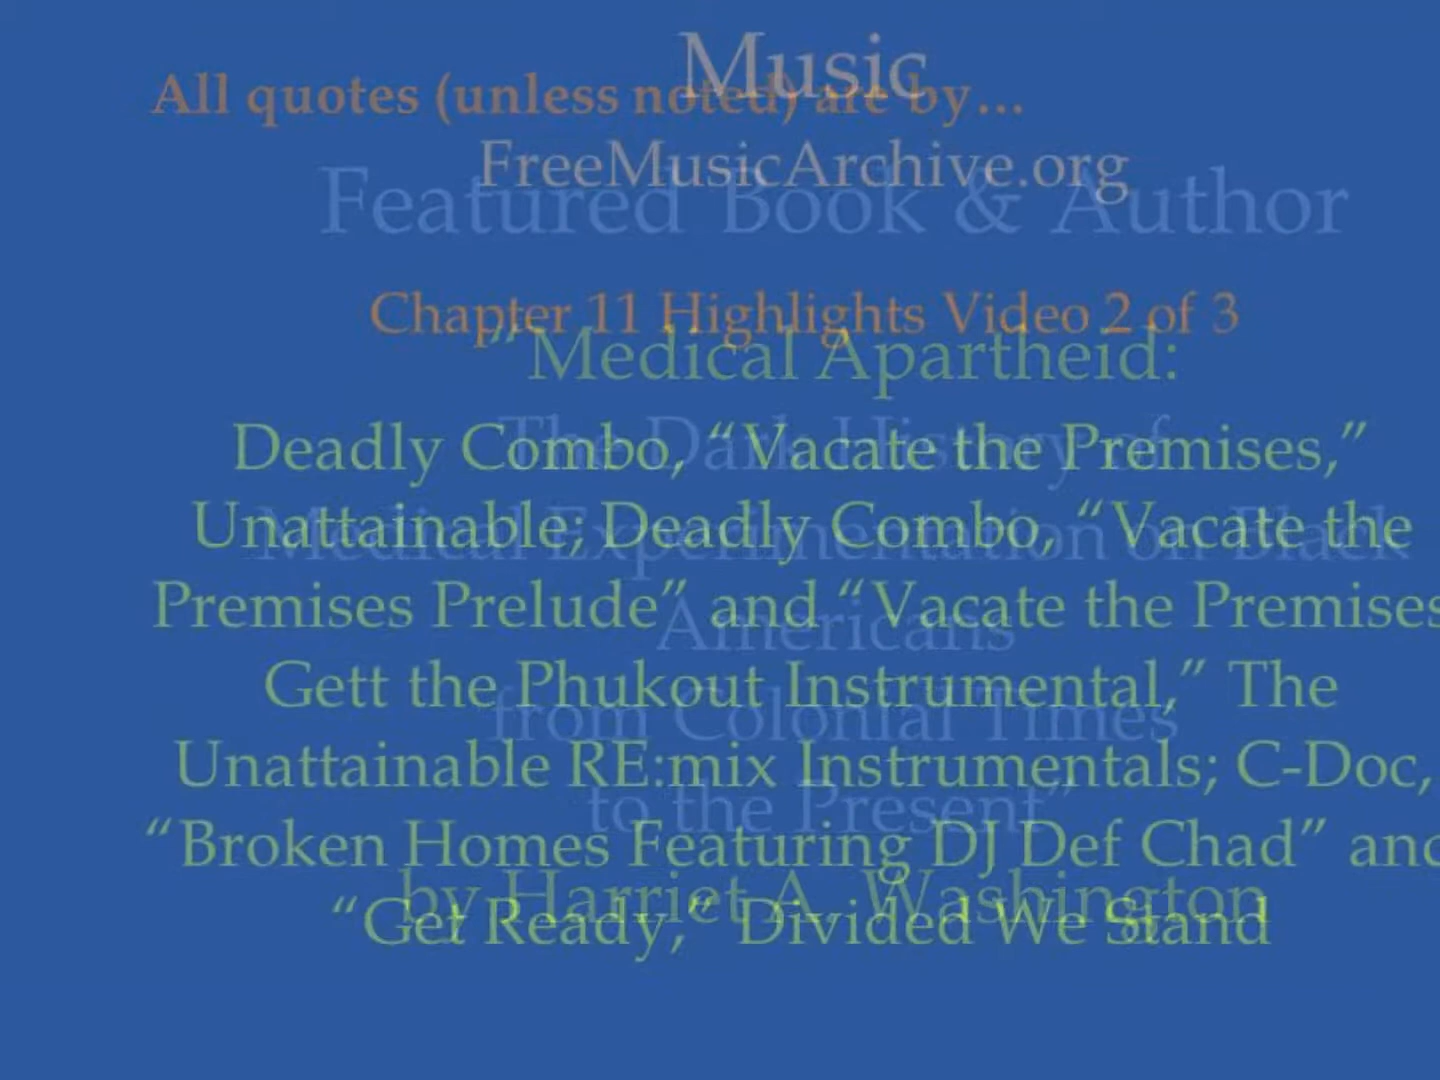 Music
All quotes (unless noted) are by…
FreeMusicArchive.org
Featured Book & Author
Chapter 11 Highlights Video 2 of 3
“Medical Apartheid:
Deadly Combo, “Vacate the Premises,”
The Dark History of
Unattainable; Deadly Combo, “Vacate the
Medical Experimentation on Black
Premises Prelude” and “Vacate the Premises
Americans
Gett the Phukout Instrumental,” The
from Colonial Times
Unattainable RE:mix Instrumentals; C-Doc,
to the Present”
“Broken Homes Featuring DJ Def Chad” and
by Harriet A. Washington
“Get Ready,” Divided We Stand